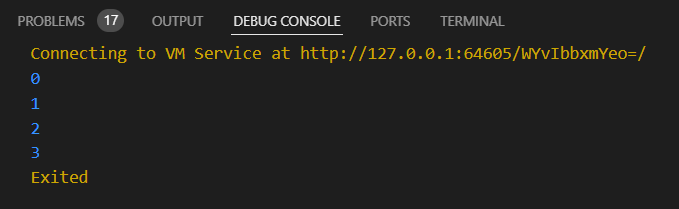 PROBLEMS 17 OUTPUT DEBUG CONSOLE PORTS TERMINAL
Connecting to VM Service at http://127.0.0.1:64605/WYvIbbxmYeo=/
0
1
2
3
Exited